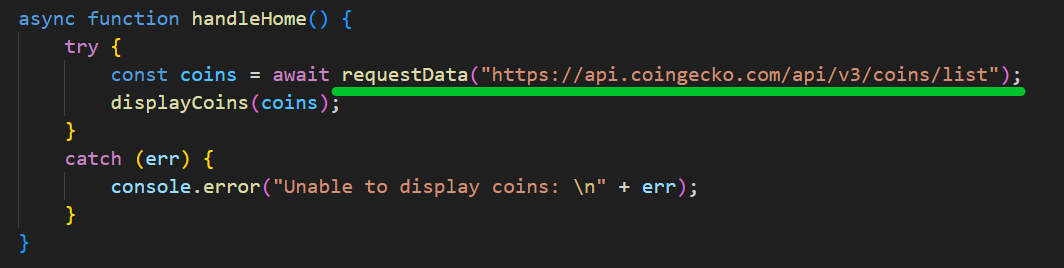 async function handleHome() {
try {
const coins = await requestData("https://api.coingecko.com/api/v3/coins/list");
displayCoins(coins);
}
catch (err) {
console.error("Unable to display coins: \n" + err);
}
}